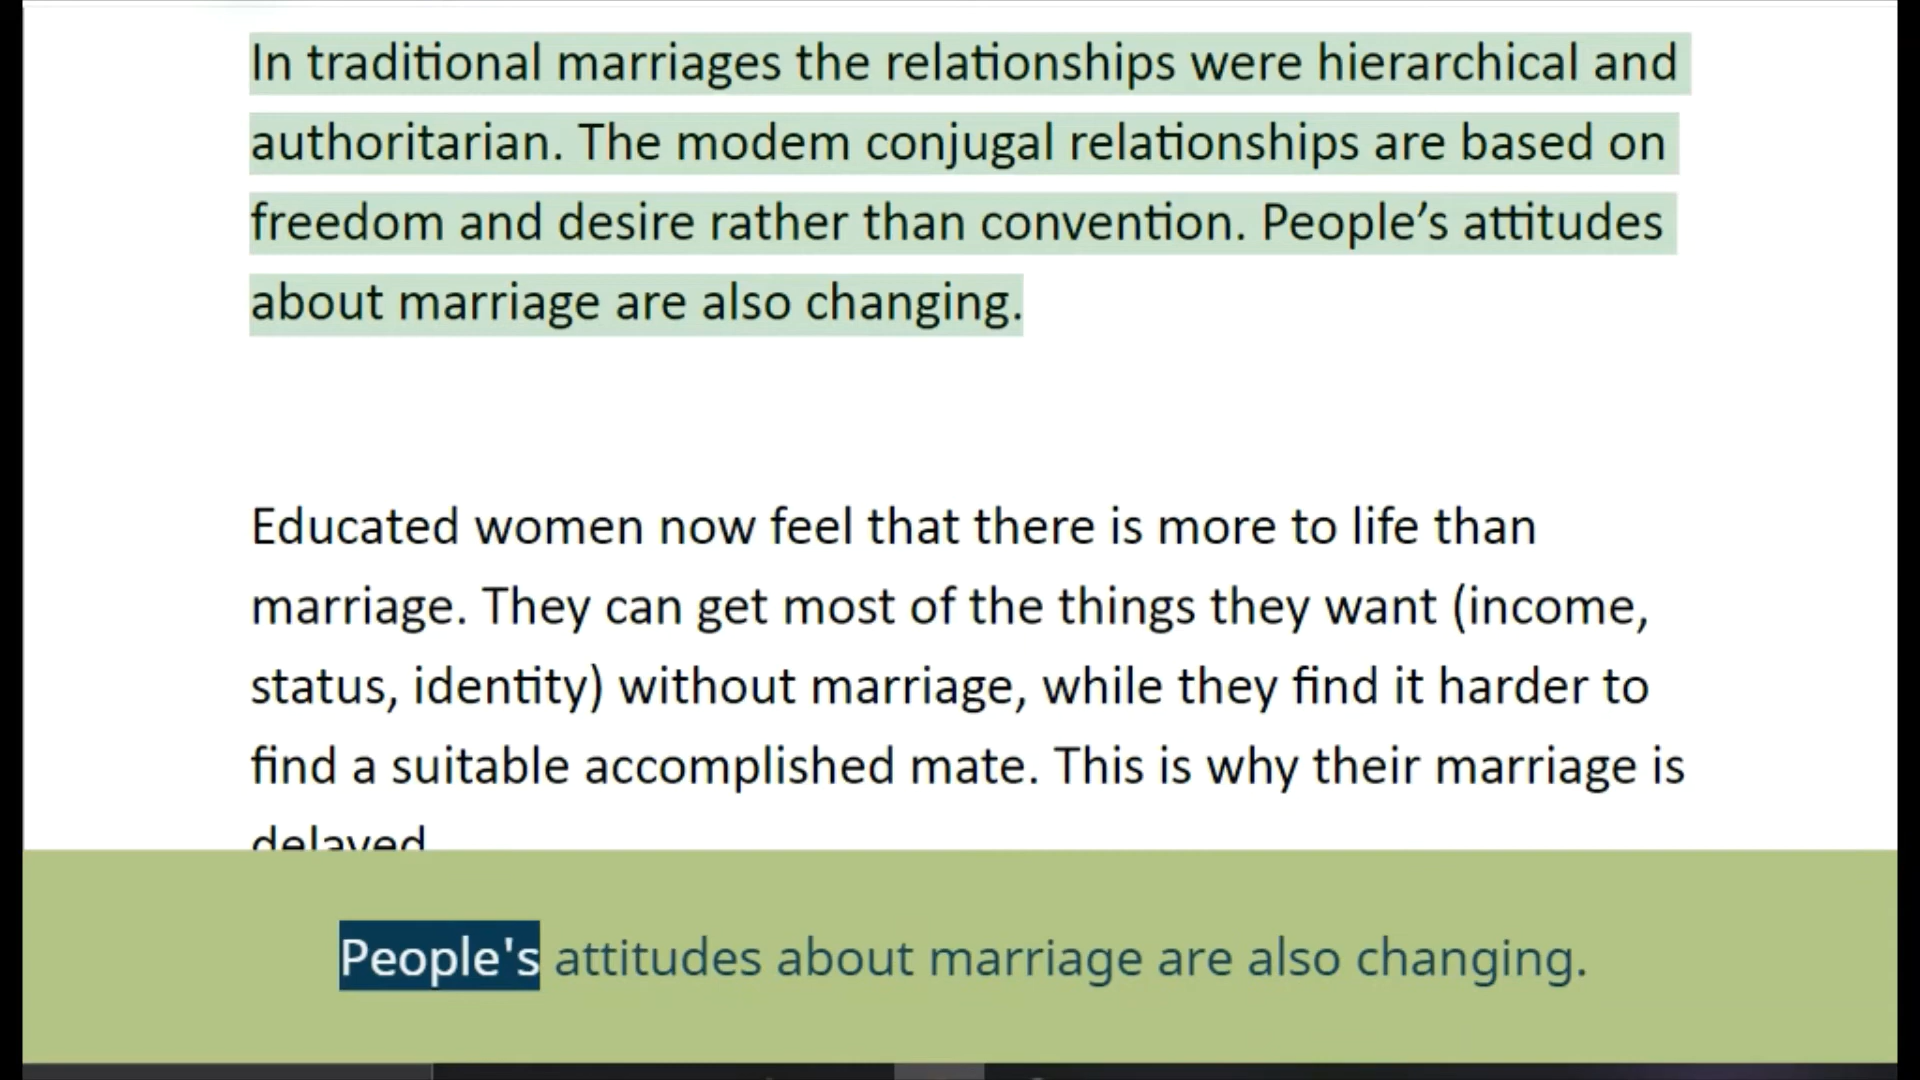 In traditional marriages the relationships were hierarchical and
authoritarian. The modem conjugal relationships are based on
freedom and desire rather than convention. People’s attitudes
about marriage are also changing.
Educated women now feel that there is more to life than
marriage. They can get most of the things they want (income,
status, identity) without marriage, while they find it harder to
find a suitable accomplished mate. This is why their marriage is
delayed
People's attitudes about marriage are also changing.